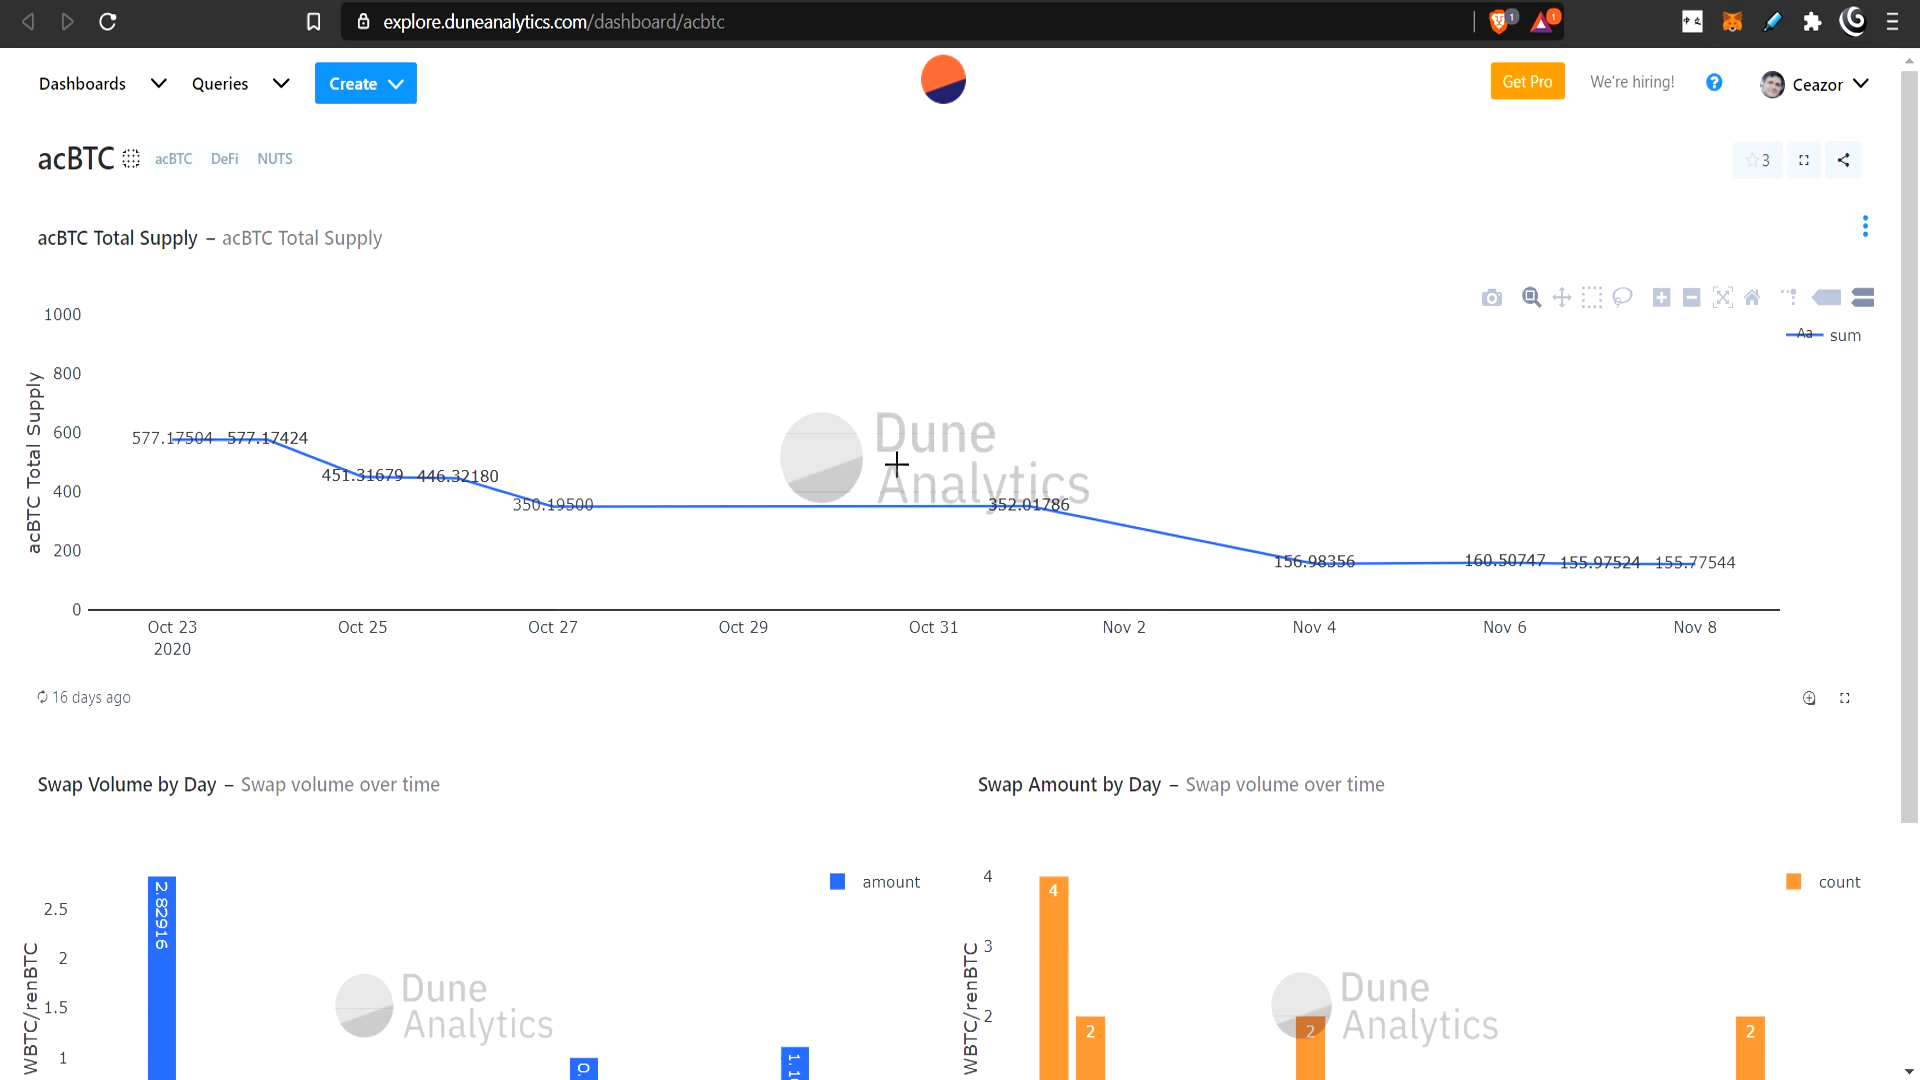 explore.duneanalytics.com/dashboard/acbtc
1
1
Dashboards Queries Create
Get Pro We're hiring! ? Ceazor
acBTC acBTC DeFi NUTS
3
acBTC Total Supply – acBTC Total Supply
Aa sum
acBTC Total Supply
1000
800
600
400
200
0
577.17504 577.17424
451.31679 446.32180
350.19500
352.01786
156.98356
160.50747 155.97524 155.77544
Dune
Analytics
Oct 23 Oct 25 Oct 27 Oct 29 Oct 31 Nov 2 Nov 4 Nov 6 Nov 8
2020
16 days ago
Swap Volume by Day – Swap volume over time
amount
WBTC/renBTC
2.5
2
1.5
1
2.82916
Dune
Analytics
Swap Amount by Day – Swap volume over time
count
WBTC/renBTC
4
3
2
4
2
2
2
Dune
Analytics